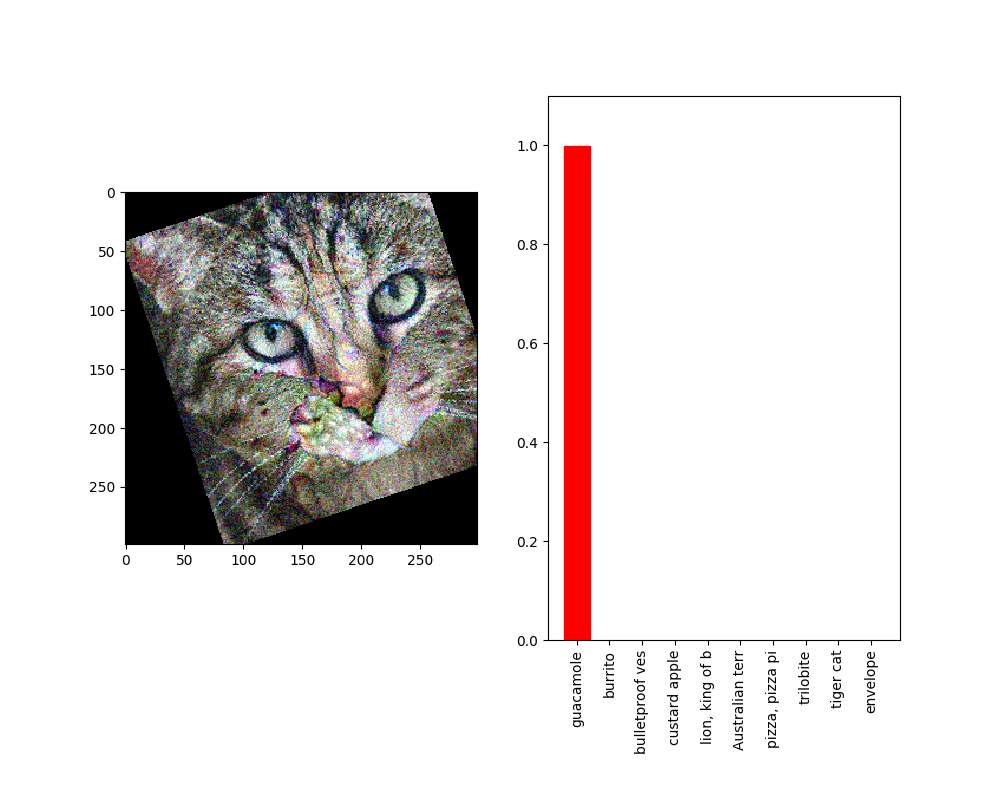 0
50
100
150
200
250
0 50 100 150 200 250
1.0
0.8
0.6
0.4
0.2
0.0
guacamole
burrito
bulletproof ves
custard apple
lion, king of b
Australian terr
pizza, pizza pi
trilobite
tiger cat
envelope